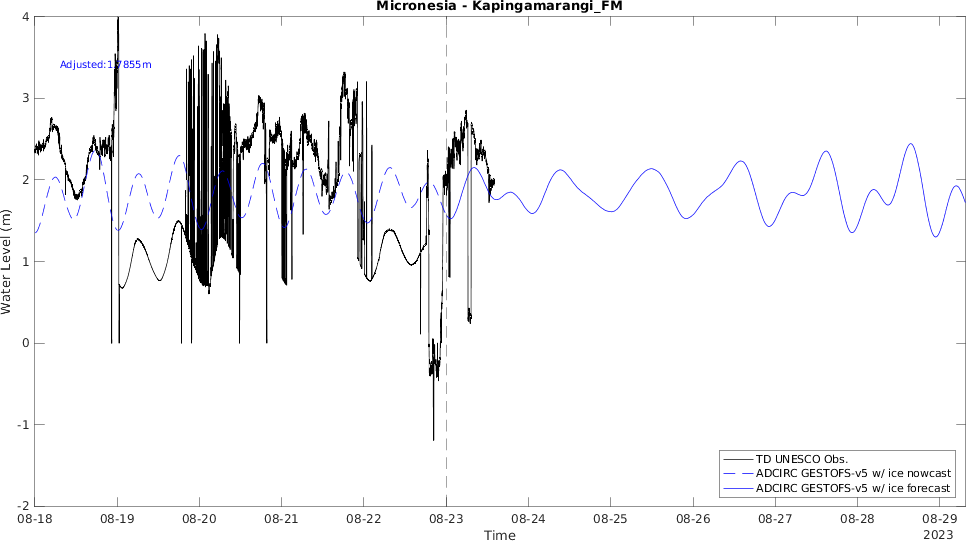 Micronesia - Kapingamarangi_FM
Adjusted:1.7855m
Water Level (m)
4
3
2
1
0
-1
-2
TD UNESCO Obs.
ADCIRC GESTOFS-v5 w/ ice nowcast
ADCIRC GESTOFS-v5 w/ ice forecast
08-18 08-19 08-20 08-21 08-22 08-23 08-24 08-25 08-26 08-27 08-28 08-29
Time 2023